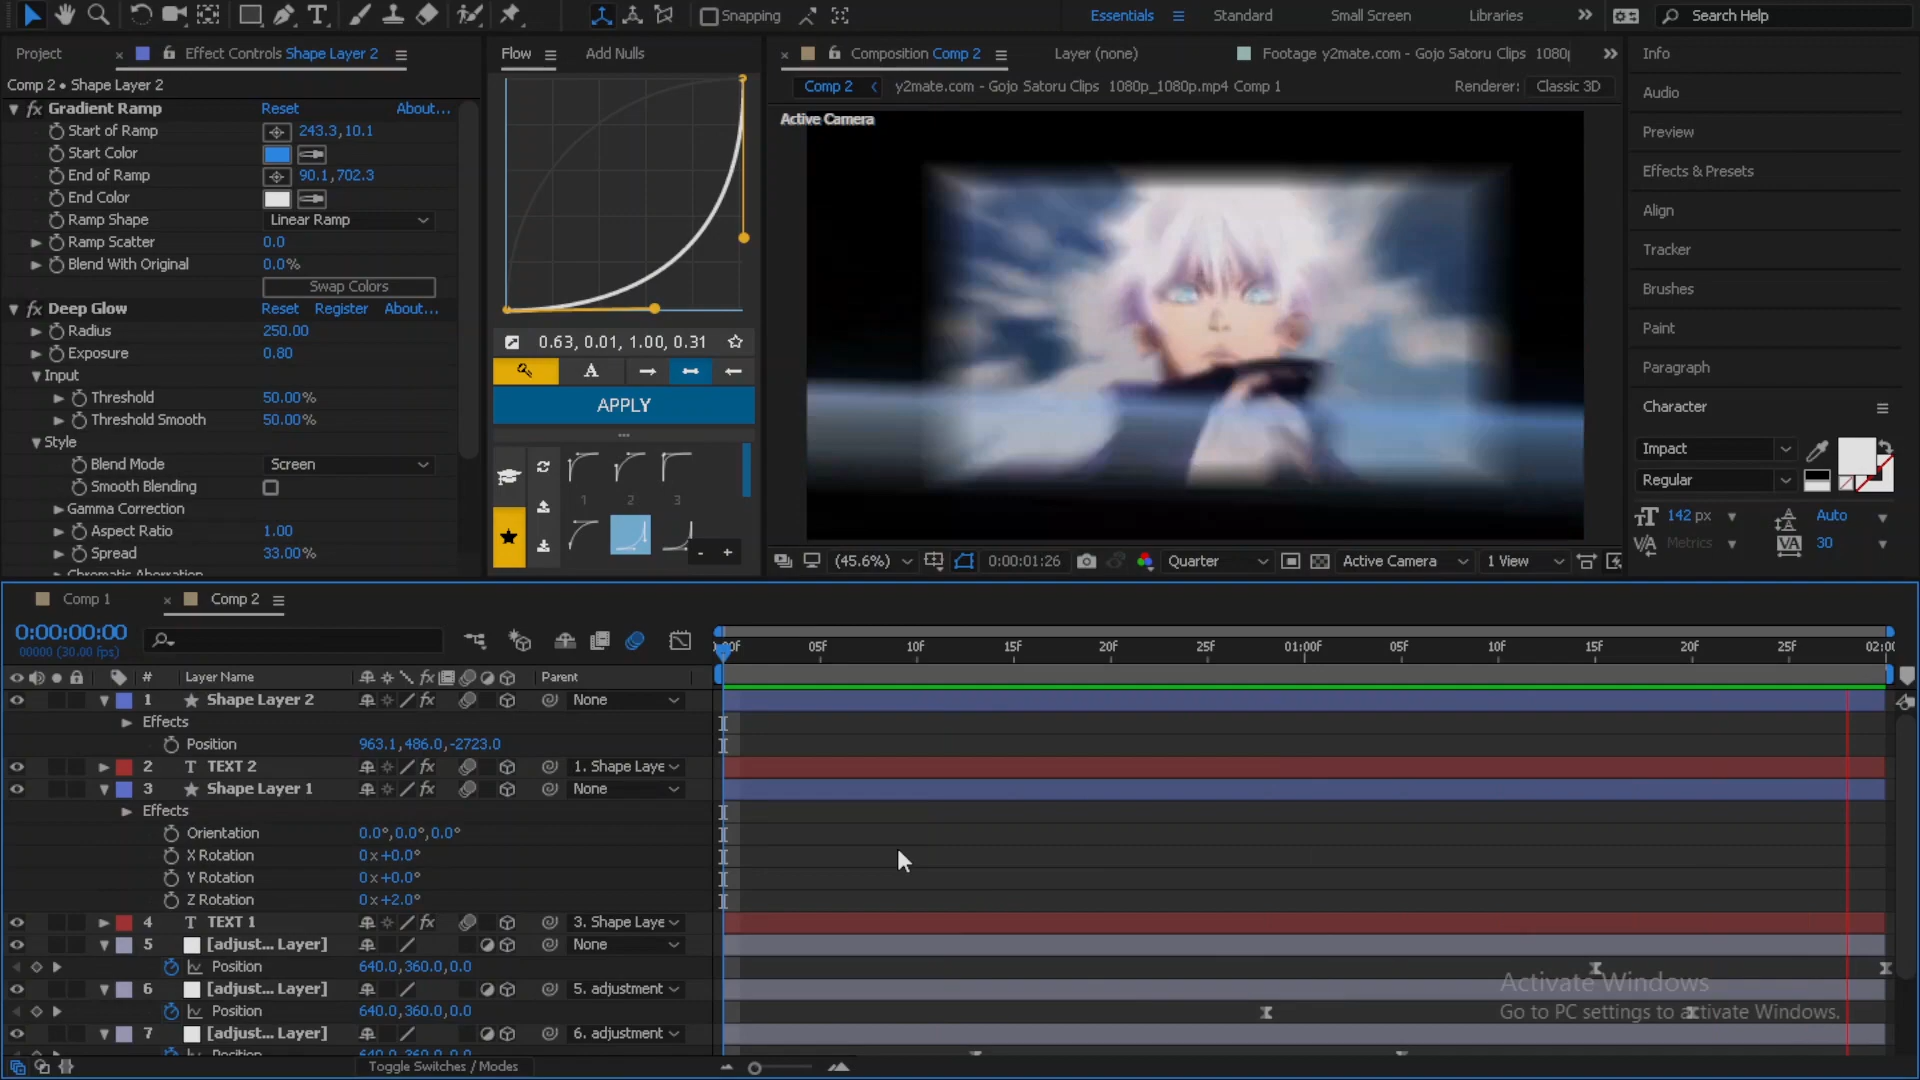 Snapping
Essentials
Standard
Small Screen
Libraries
Search Help
Project
Effect Controls Shape Layer 2
Flow
Add Nulls
Composition Comp 2
Layer (none)
Footage y2mate.com - Gojo Satoru Clips 1080p
Info
Comp 2 • Shape Layer 2
Comp 2
y2mate.com - Gojo Satoru Clips 1080p_1080p.mp4 Comp 1
Renderer:
Classic 3D
Audio
fx Gradient Ramp
Reset
About...
Active Camera
Start of Ramp
243.3,10.1
Preview
Start Color
End of Ramp
90.1,702.3
Effects & Presets
End Color
Ramp Shape
Linear Ramp
Align
Ramp Scatter
0.0
Tracker
Blend With Original
0.0%
Swap Colors
Brushes
fx Deep Glow
Reset
Register
About...
Radius
250.00
Paint
0.63, 0.01, 1.00, 0.31
Exposure
0.80
Paragraph
Input
A
Threshold
50.00%
APPLY
Character
Threshold Smooth
50.00%
Style
Impact
Blend Mode
Screen
Regular
Smooth Blending
1
2
3
Gamma Correction
142 px
Auto
Aspect Ratio
1.00
Metrics
30
Spread
33.00%
- +
(45.6%)
0:00:01:26
Quarter
Active Camera
1 View
Chromatic Aberration
Comp 1
Comp 2
0:00:00:00
00000 (30.00 fps)
05F
10F
15F
20F
25F
01:00F
05F
10F
15F
20F
25F
# Layer Name
fx
Parent
1 Shape Layer 2
None
Effects
Position
963.1,486.0,-2723.0
2 T TEXT 2
fx
1. Shape Laye
3 Shape Layer 1
fx
None
Effects
Orientation
0.0°,0.0°,0.0°
X Rotation
0x+0.0°
Y Rotation
0x+0.0°
Z Rotation
0x+2.0°
4 T TEXT 1
fx
3. Shape Laye
5 [adjust... Layer]
None
Position
640.0,360.0,0.0
6 [adjust... Layer]
5. adjustment
Position
640.0,360.0,0.0
7 [adjust... Layer]
6. adjustment
Position
640.0,360.0,0.0
Toggle Switches / Modes
Activate Windows
Go to PC settings to activate Windows.